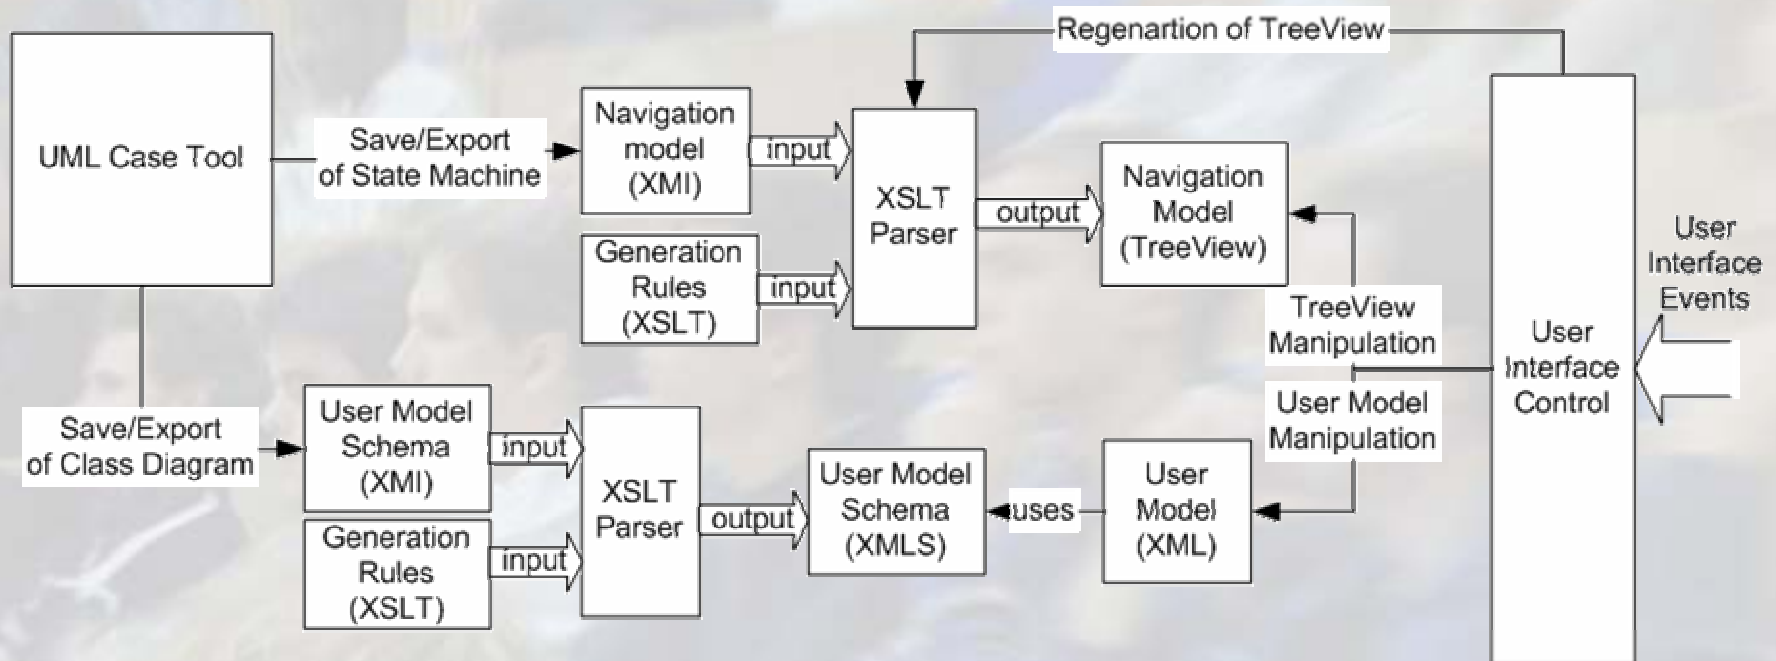 Regenartion of TreeView
UML Case Tool
Save/Export
of State Machine
Navigation
model
(XMI)
input
Generation
Rules
(XSLT)
input
XSLT
Parser
output
Navigation
Model
(TreeView)
TreeView
Manipulation
User Model
Manipulation
User
Interface
Control
User
Interface
Events
Save/Export
of Class Diagram
User Model
Schema
(XMI)
input
Generation
Rules
(XSLT)
input
XSLT
Parser
output
User Model
Schema
(XMLS)
uses
User
Model
(XML)